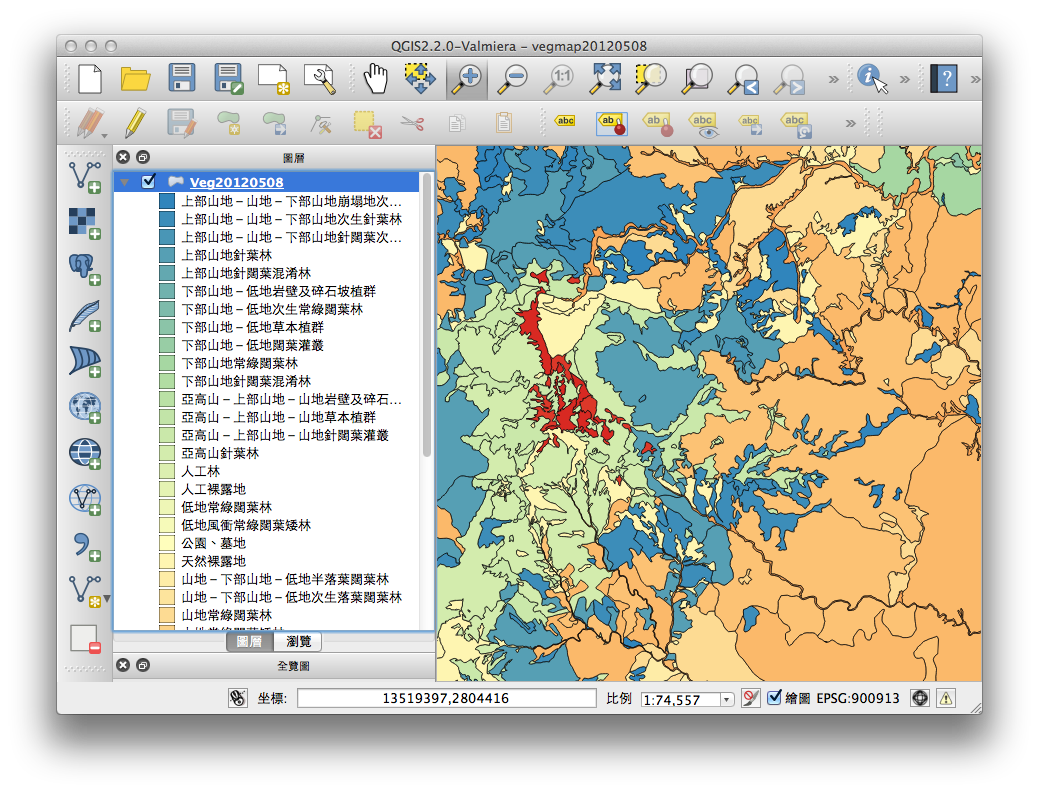 QGIS2.2.0-Valmiera - vegmap20120508
1:1
abc
ab
ab
abc
abc
abc
圖層
Veg20120508
上部山地－山地－下部山地崩塌地次…
上部山地－山地－下部山地次生針葉林
上部山地－山地－下部山地針闊葉次…
上部山地針葉林
上部山地針闊葉混淆林
下部山地－低地岩壁及碎石坡植群
下部山地－低地次生常綠闊葉林
下部山地－低地草本植群
下部山地－低地闊葉灌叢
下部山地常綠闊葉林
下部山地針闊葉混淆林
亞高山－上部山地－山地岩壁及碎石…
亞高山－上部山地－山地草本植群
亞高山－上部山地－山地針闊葉灌叢
亞高山針葉林
人工林
人工裸露地
低地常綠闊葉林
低地風衝常綠闊葉矮林
公園、墓地
天然裸露地
山地－下部山地－低地半落葉闊葉林
山地－下部山地－低地次生落葉闊葉林
山地常綠闊葉林
圖層 瀏覽
全覽圖
坐標: 13519397,2804416 比例 1:74,557 繪圖 EPSG:900913